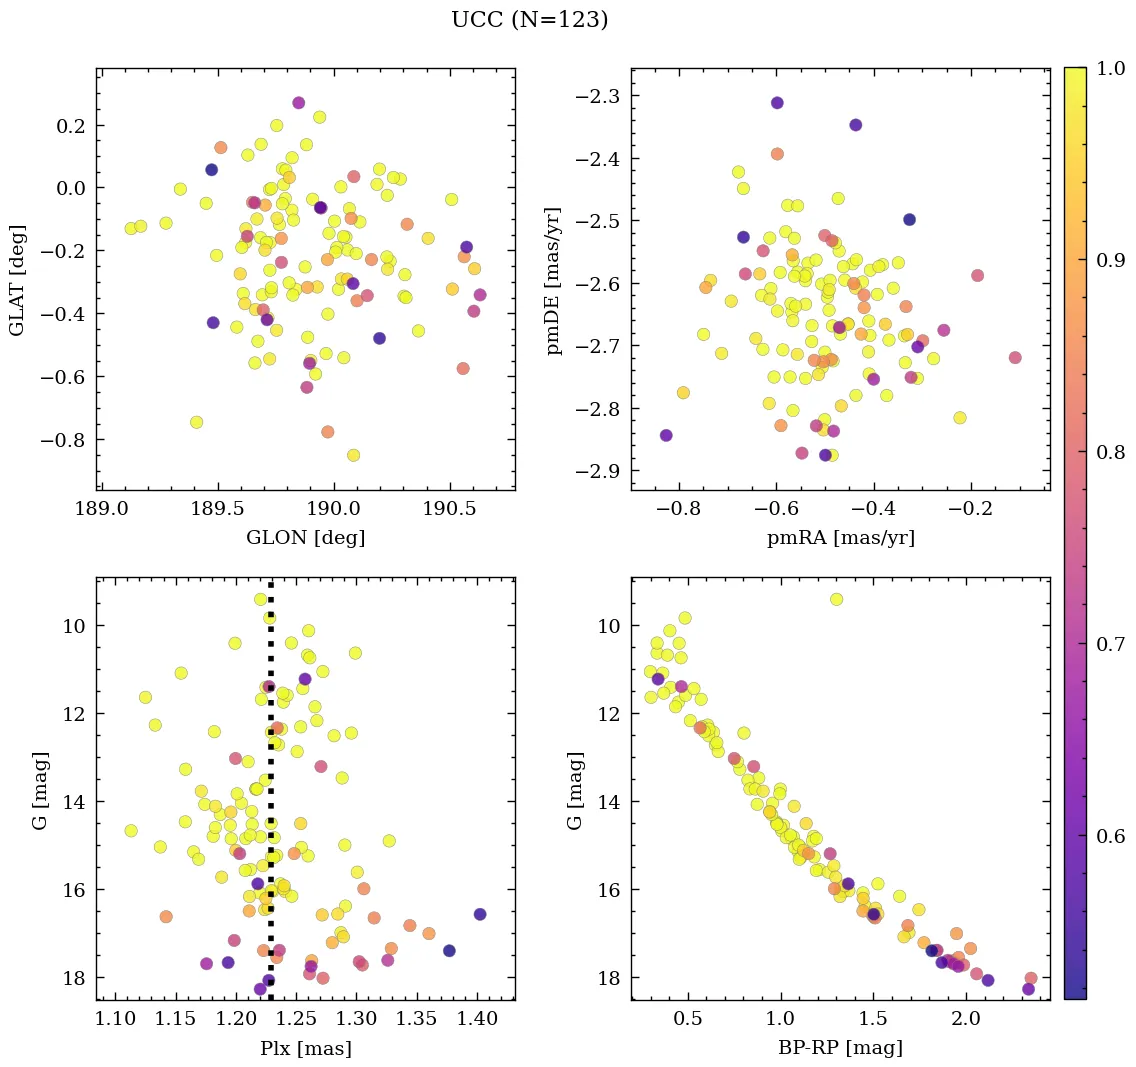 UCC (N=123)
0.2
0.0
−0.2
−0.4
−0.6
−0.8
GLAT [deg]
189.0 189.5 190.0 190.5
GLON [deg]
−2.3
−2.4
−2.5
−2.6
−2.7
−2.8
−2.9
pmDE [mas/yr]
−0.8 −0.6 −0.4 −0.2
pmRA [mas/yr]
1.0
0.9
0.8
0.7
0.6
10
12
14
16
18
G [mag]
1.10 1.15 1.20 1.25 1.30 1.35 1.40
Plx [mas]
10
12
14
16
18
G [mag]
0.5 1.0 1.5 2.0
BP-RP [mag]